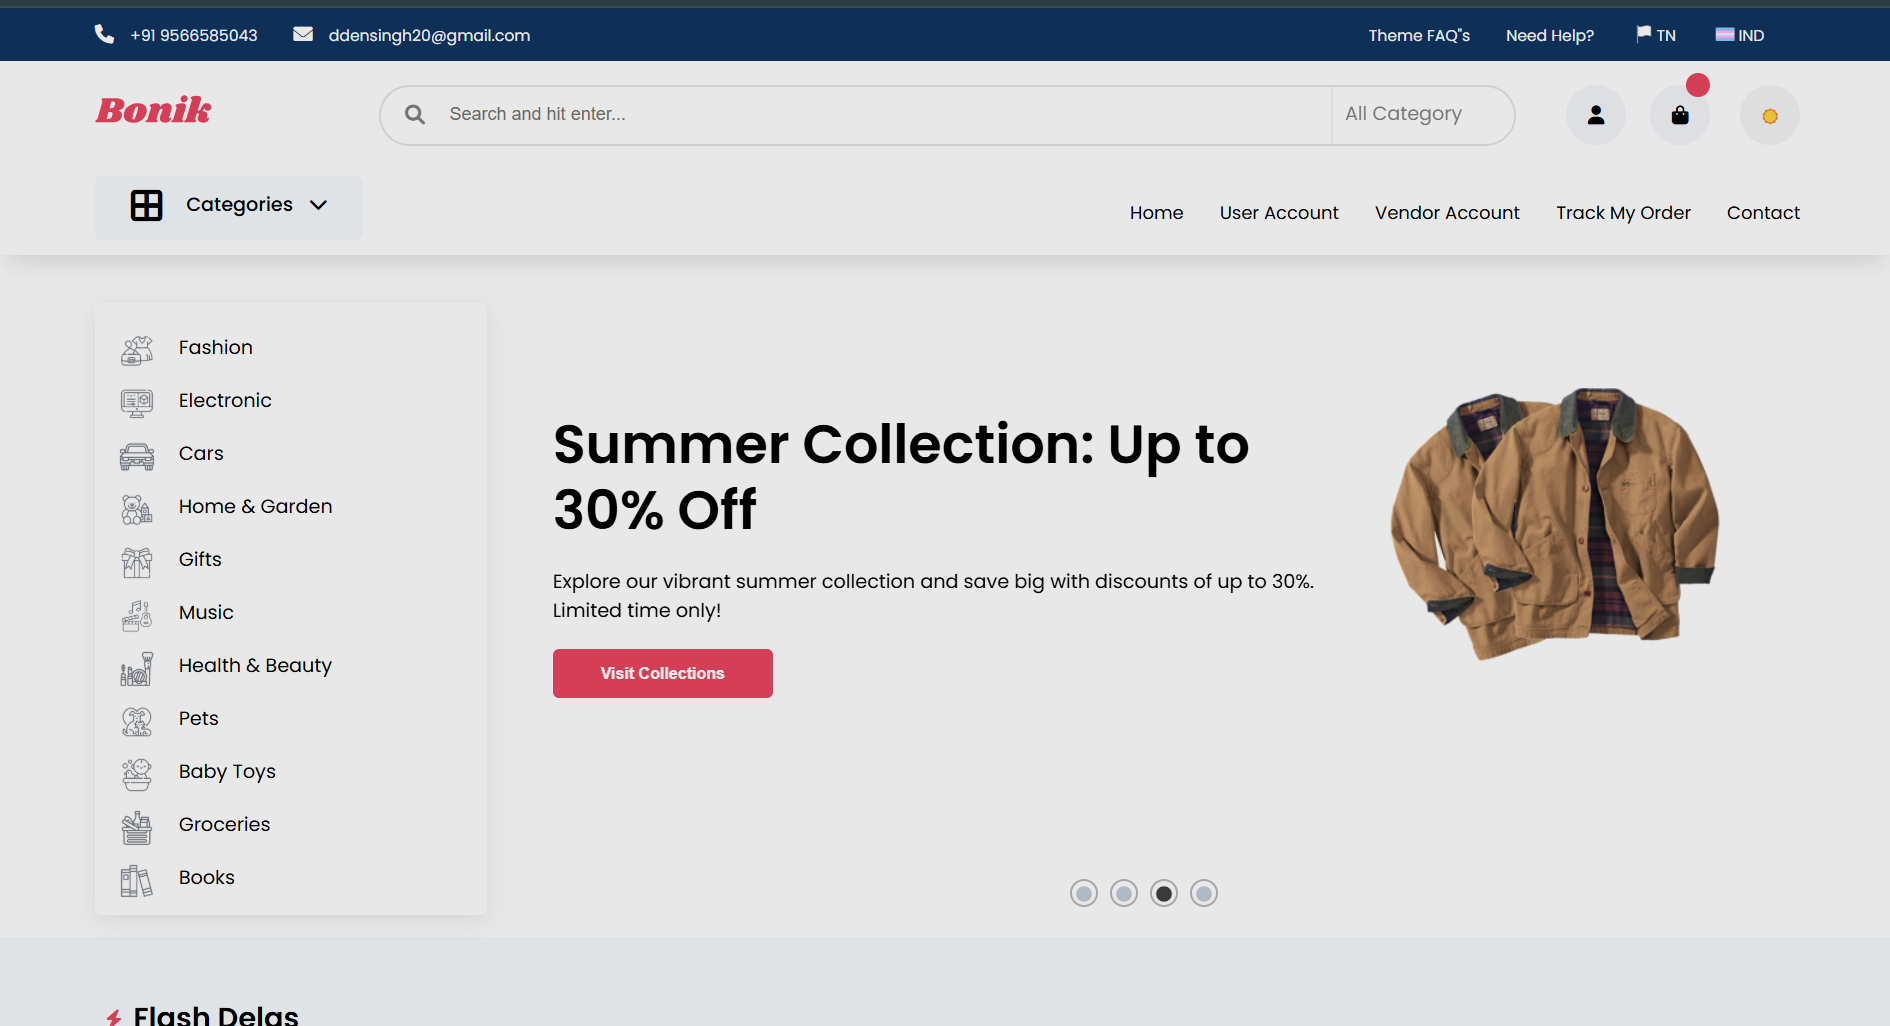 +91 9566585043
ddensingh20@gmail.com
Theme FAQ"s
Need Help?
TN
IND
Bonik
Search and hit enter...
All Category
Categories
Home
User Account
Vendor Account
Track My Order
Contact
Fashion
Electronic
Cars
Home & Garden
Gifts
Music
Health & Beauty
Pets
Baby Toys
Groceries
Books
Summer Collection: Up to
30% Off
Explore our vibrant summer collection and save big with discounts of up to 30%.
Limited time only!
Visit Collections
Flash Delas